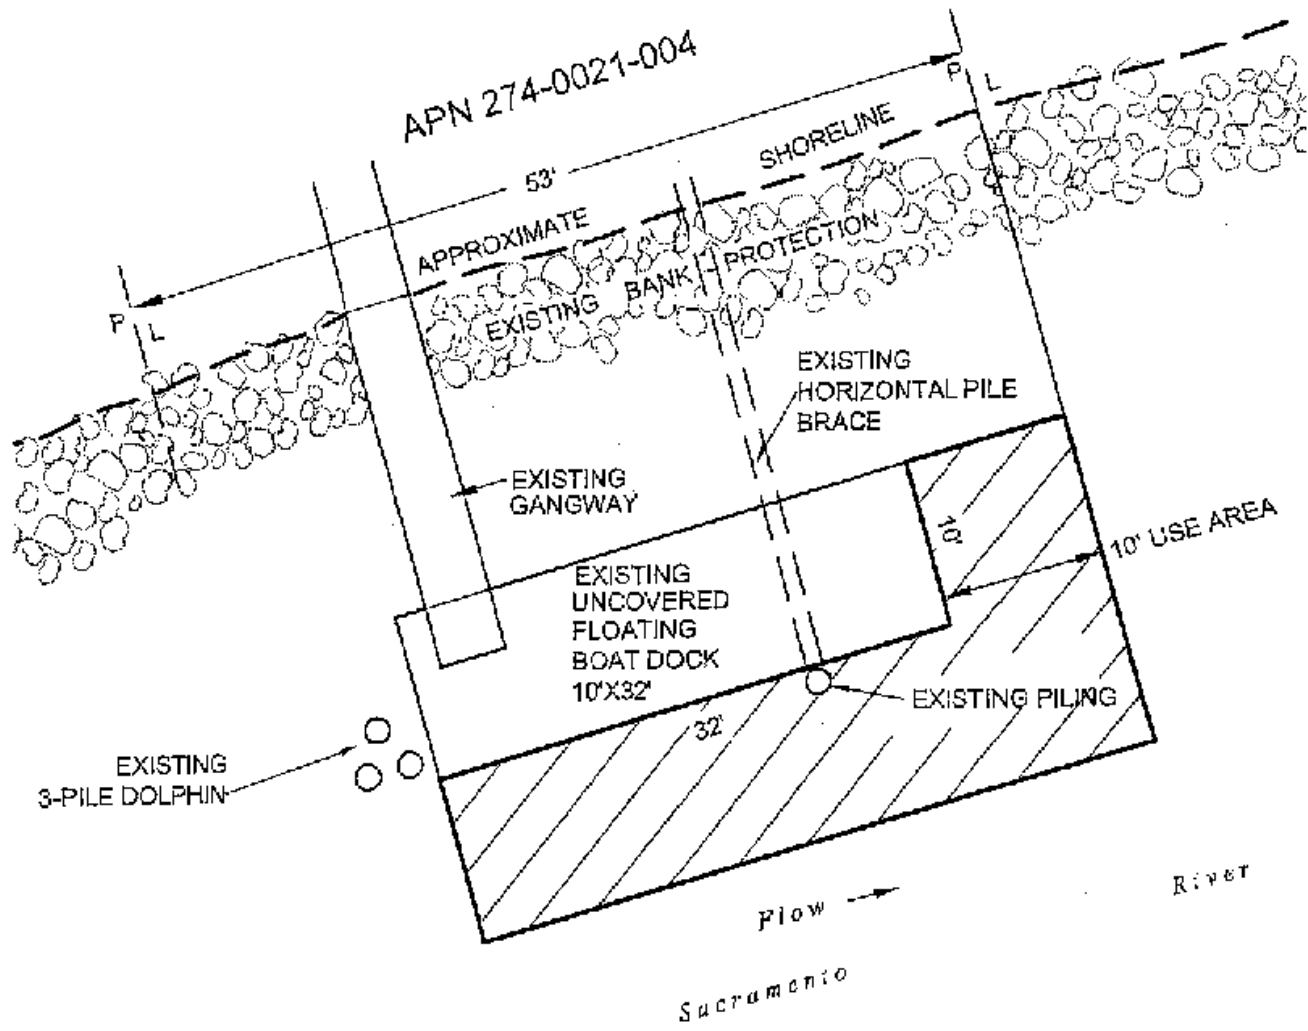 APN 274-0021-004
P L
53'
APPROXIMATE SHORELINE
P L
EXISTING BANK PROTECTION
EXISTING
HORIZONTAL PILE
BRACE
EXISTING
GANGWAY
10'
10' USE AREA
EXISTING
UNCOVERED
FLOATING
BOAT DOCK
10'X32'
EXISTING PILING
32'
EXISTING
3-PILE DOLPHIN
Flow
Sacramento River